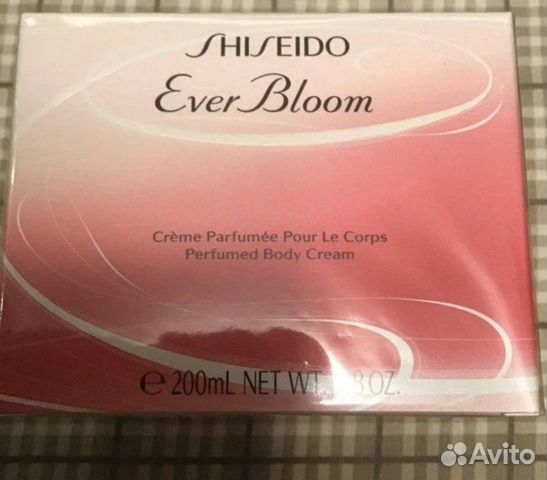 SHISEIDO
Ever Bloom
Crème Parfumée Pour Le Corps
Perfumed Body Cream
℮ 200mL NET WT. OZ.
Avito